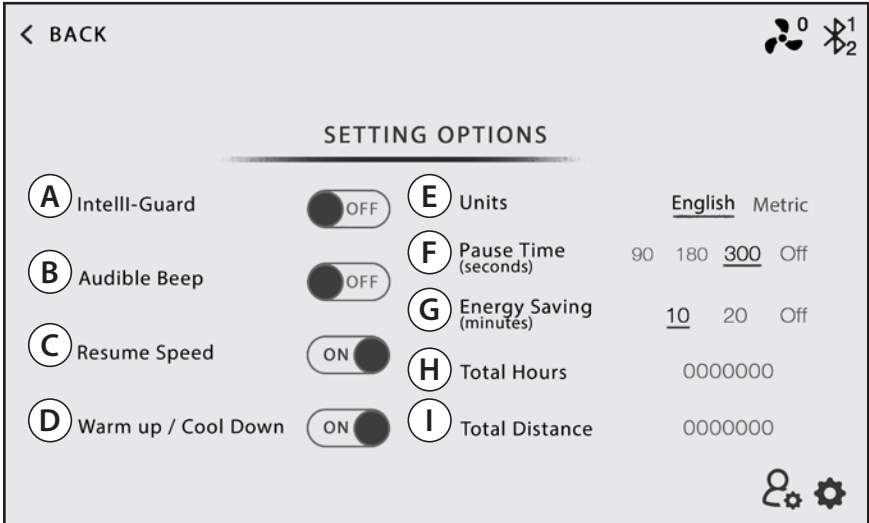 < BACK
0
1
2
SETTING OPTIONS
A IntelII-Guard OFF
B Audible Beep OFF
C Resume Speed ON
D Warm up / Cool Down ON
E Units English Metric
F Pause Time 90 180 300 Off
(seconds)
G Energy Saving 10 20 Off
(minutes)
H Total Hours 0000000
I Total Distance 0000000